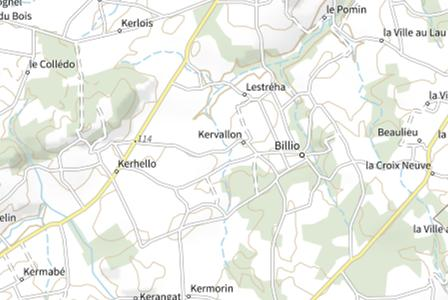 du Bois
Kerlois
le Pomin
la Ville au Lau
le Collédo
Lestréha
114
Kervallon
Billio
Beaulieu
Kerhello
la Croix Neuve
elin
la Ville
Kermabé
Kermorin
Kerangat